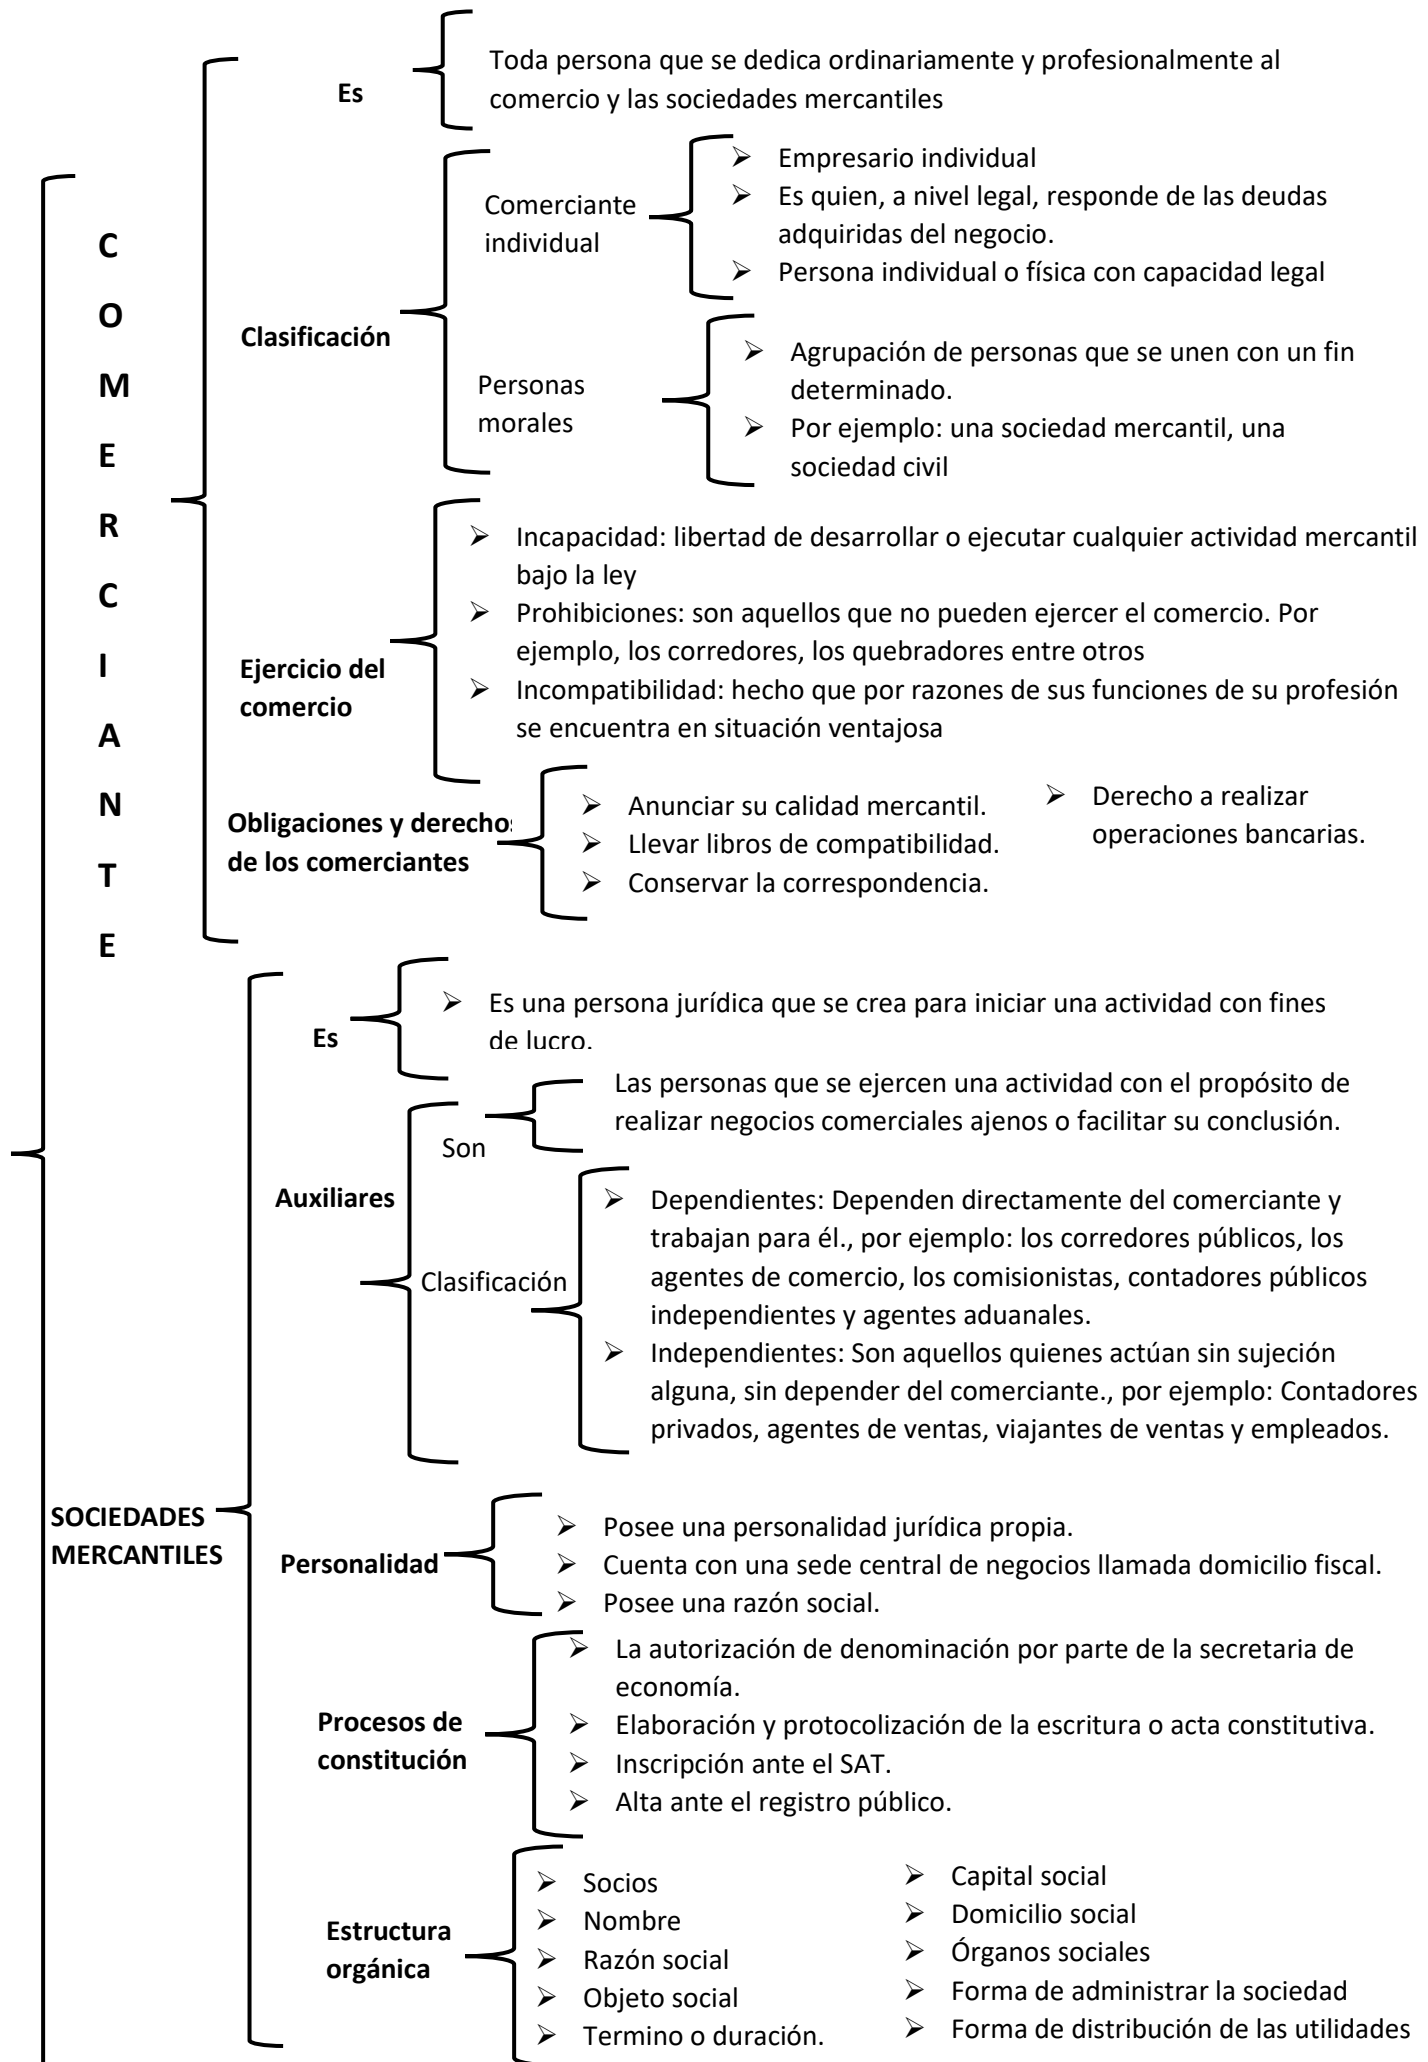 COMERCIANTE
Es
Toda persona que se dedica ordinariamente y profesionalmente al
comercio y las sociedades mercantiles
Clasificación
Comerciante
individual
➢ Empresario individual
➢ Es quien, a nivel legal, responde de las deudas
adquiridas del negocio.
➢ Persona individual o física con capacidad legal
Personas
morales
➢ Agrupación de personas que se unen con un fin
determinado.
➢ Por ejemplo: una sociedad mercantil, una
sociedad civil
Ejercicio del
comercio
➢ Incapacidad: libertad de desarrollar o ejecutar cualquier actividad mercantil
bajo la ley
➢ Prohibiciones: son aquellos que no pueden ejercer el comercio. Por
ejemplo, los corredores, los quebradores entre otros
➢ Incompatibilidad: hecho que por razones de sus funciones de su profesión
se encuentra en situación ventajosa
Obligaciones y derechos
de los comerciantes
➢ Anunciar su calidad mercantil.
➢ Llevar libros de compatibilidad.
➢ Conservar la correspondencia.
➢ Derecho a realizar
operaciones bancarias.
SOCIEDADES
MERCANTILES
Es
➢ Es una persona jurídica que se crea para iniciar una actividad con fines
de lucro.
Auxiliares
Son
Las personas que se ejercen una actividad con el propósito de
realizar negocios comerciales ajenos o facilitar su conclusión.
Clasificación
➢ Dependientes: Dependen directamente del comerciante y
trabajan para él., por ejemplo: los corredores públicos, los
agentes de comercio, los comisionistas, contadores públicos
independientes y agentes aduanales.
➢ Independientes: Son aquellos quienes actúan sin sujeción
alguna, sin depender del comerciante., por ejemplo: Contadores
privados, agentes de ventas, viajantes de ventas y empleados.
Personalidad
➢ Posee una personalidad jurídica propia.
➢ Cuenta con una sede central de negocios llamada domicilio fiscal.
➢ Posee una razón social.
Procesos de
constitución
➢ La autorización de denominación por parte de la secretaria de
economía.
➢ Elaboración y protocolización de la escritura o acta constitutiva.
➢ Inscripción ante el SAT.
➢ Alta ante el registro público.
Estructura
orgánica
➢ Socios
➢ Nombre
➢ Razón social
➢ Objeto social
➢ Termino o duración.
➢ Capital social
➢ Domicilio social
➢ Órganos sociales
➢ Forma de administrar la sociedad
➢ Forma de distribución de las utilidades